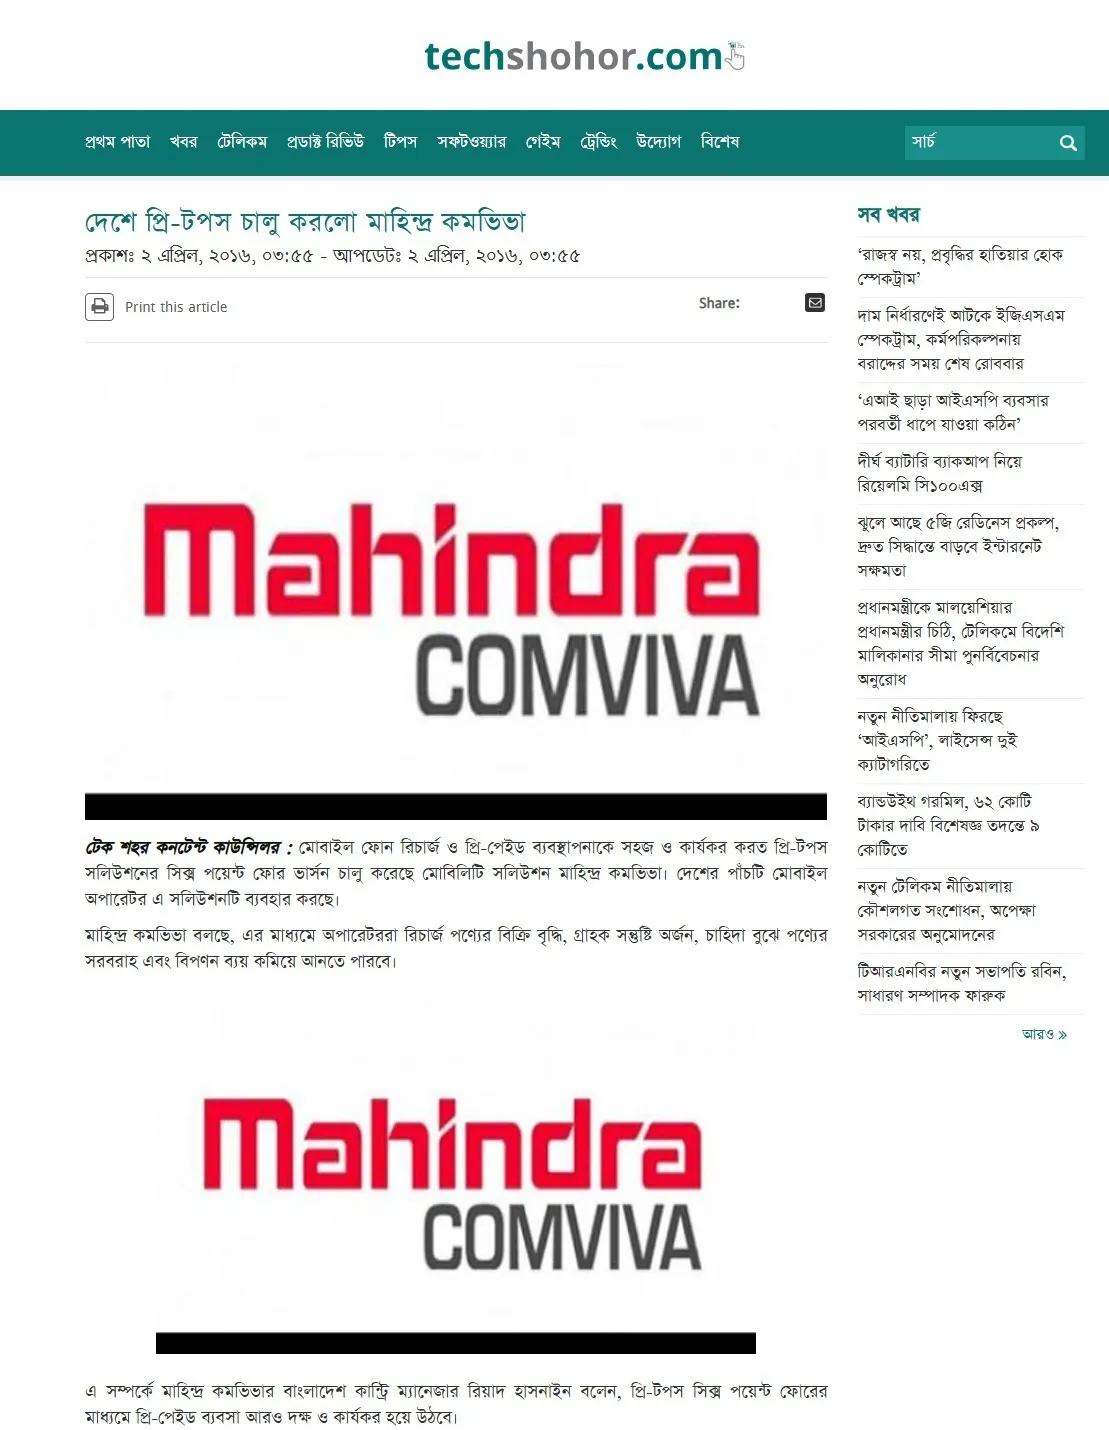 techshohor.com
প্রথম পাতা খবর টেলিকম প্রডাক্ট রিভিউ টিপস সফটওয়্যার গেইম ট্রেন্ডিং উদ্যোগ বিশেষ
সার্চ
দেশে প্রি-টপস চালু করলো মাহিন্দ্র কমভিভা
প্রকাশঃ ২ এপ্রিল, ২০১৬, ০৩:৫৫ - আপডেটঃ ২ এপ্রিল, ২০১৬, ০৩:৫৫
Print this article
Share:
Mahindra
COMVIVA
টেক শহর কনটেন্ট কাউন্সিলর : মোবাইল ফোন রিচার্জ ও প্রি-পেইড ব্যবস্থাপনাকে সহজ ও কার্যকর করত প্রি-টপস
সলিউশনের সিক্স পয়েন্ট ফোর ভার্সন চালু করেছে মোবিলিটি সলিউশন মাহিন্দ্র কমভিভা। দেশের পাঁচটি মোবাইল
অপারেটর এ সলিউশনটি ব্যবহার করছে।
মাহিন্দ্র কমভিভা বলছে, এর মাধ্যমে অপারেটররা রিচার্জ পণ্যের বিক্রি বৃদ্ধি, গ্রাহক সন্তুষ্টি অর্জন, চাহিদা বুঝে পণ্যের
সরবরাহ এবং বিপণন ব্যয় কমিয়ে আনতে পারবে।
Mahindra
COMVIVA
এ সম্পর্কে মাহিন্দ্র কমভিভার বাংলাদেশ কান্ট্রি ম্যানেজার রিয়াদ হাসনাইন বলেন, প্রি-টপস সিক্স পয়েন্ট ফোরের
মাধ্যমে প্রি-পেইড ব্যবসা আরও দক্ষ ও কার্যকর হয়ে উঠবে।
সব খবর
‘রাজস্ব নয়, প্রবৃদ্ধির হাতিয়ার হোক
স্পেকট্রাম’
দাম নির্ধারণেই আটকে ইজিএসএম
স্পেকট্রাম, কর্মপরিকল্পনায়
বরাদ্দের সময় শেষ রোববার
‘এআই ছাড়া আইএসপি ব্যবসার
পরবর্তী ধাপে যাওয়া কঠিন’
দীর্ঘ ব্যাটারি ব্যাকআপ নিয়ে
রিয়েলমি সি১০০এক্স
ঝুলে আছে ৫জি রেডিনেস প্রকল্প,
দ্রুত সিদ্ধান্তে বাড়বে ইন্টারনেট
সক্ষমতা
প্রধানমন্ত্রীকে মালয়েশিয়ার
প্রধানমন্ত্রীর চিঠি, টেলিকমে বিদেশি
মালিকানার সীমা পুনর্বিবেচনার
অনুরোধ
নতুন নীতিমালায় ফিরছে
‘আইএসপি’, লাইসেন্স দুই
ক্যাটাগরিতে
ব্যান্ডউইথ গরমিল, ৬২ কোটি
টাকার দাবি বিশেষজ্ঞ তদন্তে ৯
কোটিতে
নতুন টেলিকম নীতিমালায়
কৌশলগত সংশোধন, অপেক্ষা
সরকারের অনুমোদনের
টিআরএনবির নতুন সভাপতি রবিন,
সাধারণ সম্পাদক ফারুক
আরও »